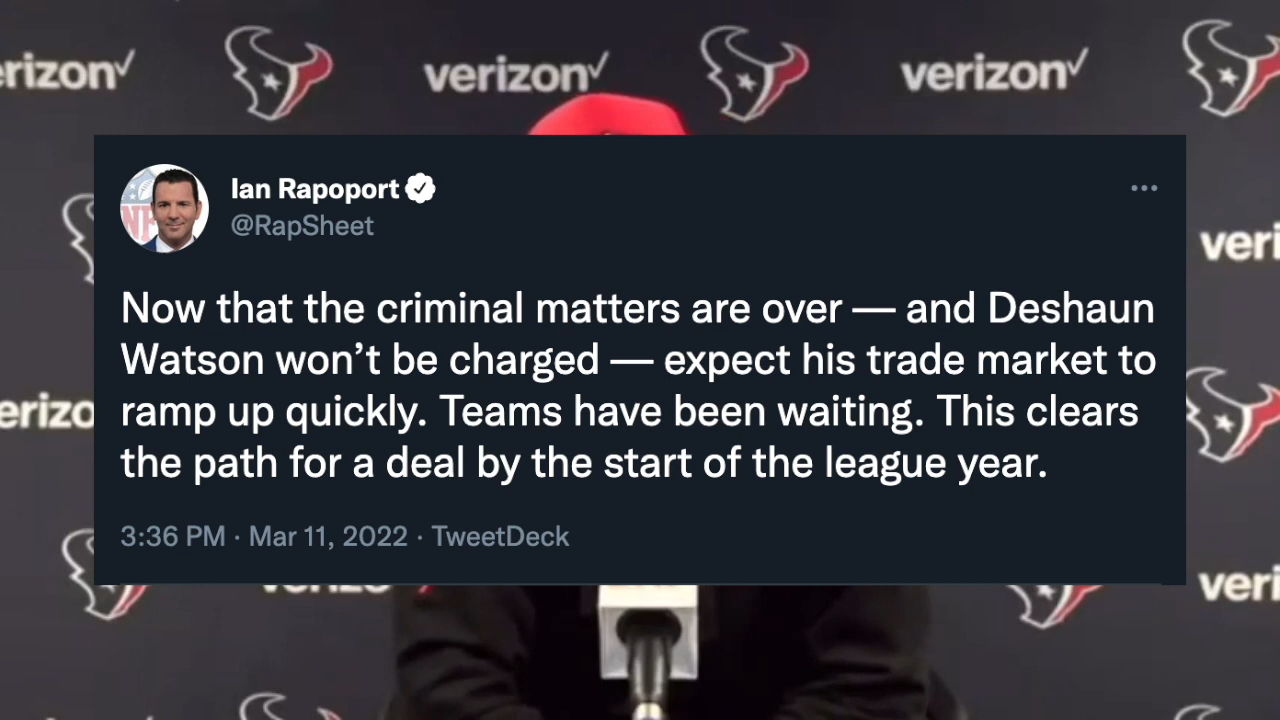 erizon✓ verizon✓ verizon✓
Ian Rapoport
@RapSheet
Now that the criminal matters are over — and Deshaun
Watson won’t be charged — expect his trade market to
ramp up quickly. Teams have been waiting. This clears
the path for a deal by the start of the league year.
3:36 PM · Mar 11, 2022 · TweetDeck
veri
erizo
veri